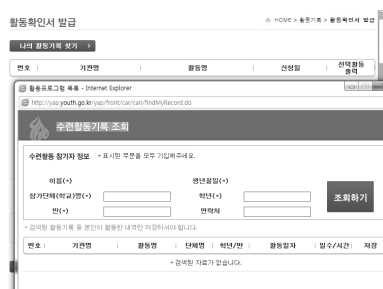 활동확인서 발급
HOME > 활동기록 > 활동확인서 발급
나의 활동기록 찾기 >
번호 | 기관명 | 활동명 | 신청일 | 선택활동 출력
활동프로그램 목록 - Internet Explorer
http://yap.youth.go.kr/yap/front/car/cari/findMyRecord.do
수련활동기록 조회
수련활동 참가자 정보 * 표시된 부분을 모두 기입해주세요.
이름(*) 생년월일(*)
참가단체(학교)명(*) 학년(*) 조회하기
반(*) 연락처
* 검색된 활동기록 중 본인이 활동한 내역만 저장하셔야 합니다.
번호 | 기관명 | 활동명 | 단체명 | 학년/반 | 활동일자 | 일수/시간 | 저장
* 검색된 자료가 없습니다.